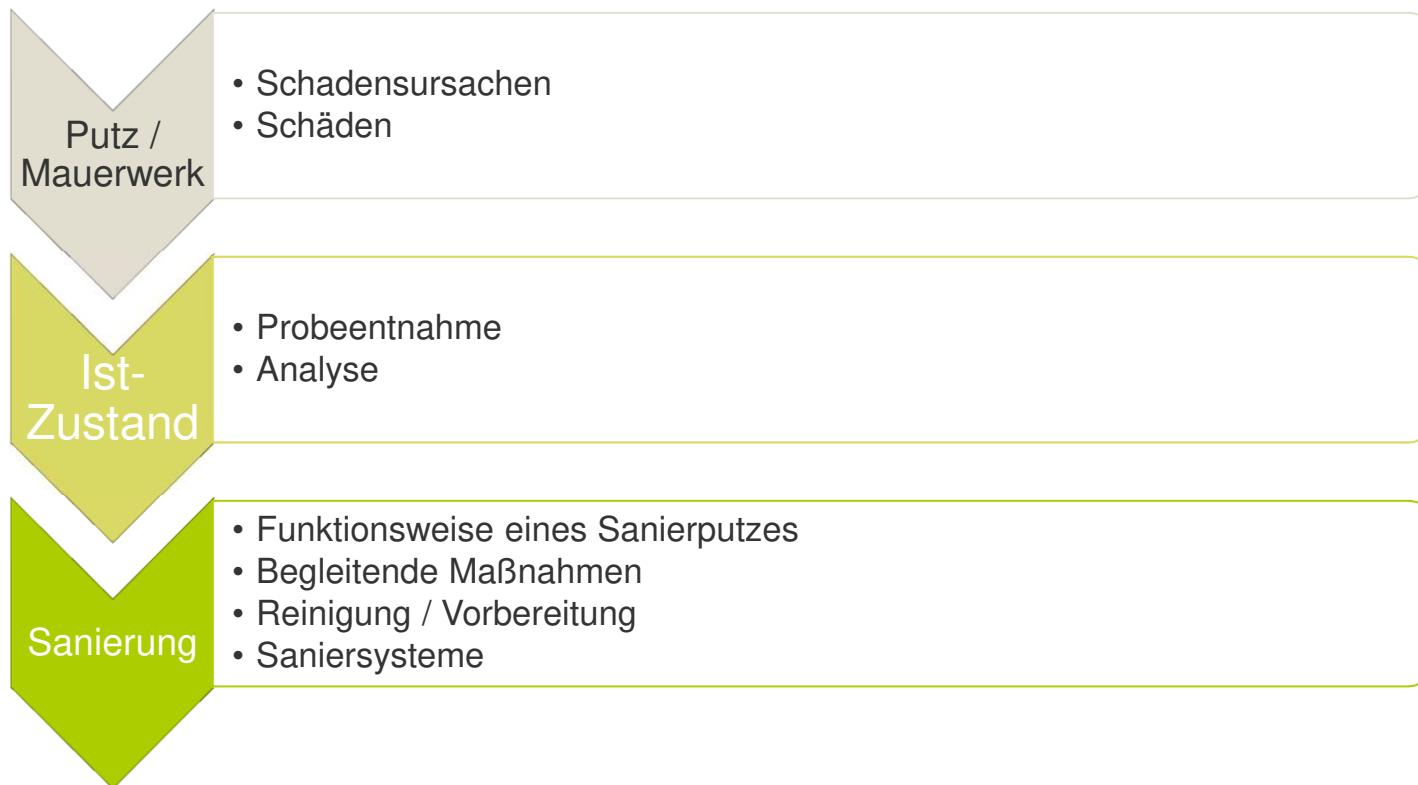 Putz /
Mauerwerk
• Schadensursachen
• Schäden
Ist-
Zustand
• Probeentnahme
• Analyse
Sanierung
• Funktionsweise eines Sanierputzes
• Begleitende Maßnahmen
• Reinigung / Vorbereitung
• Saniersysteme